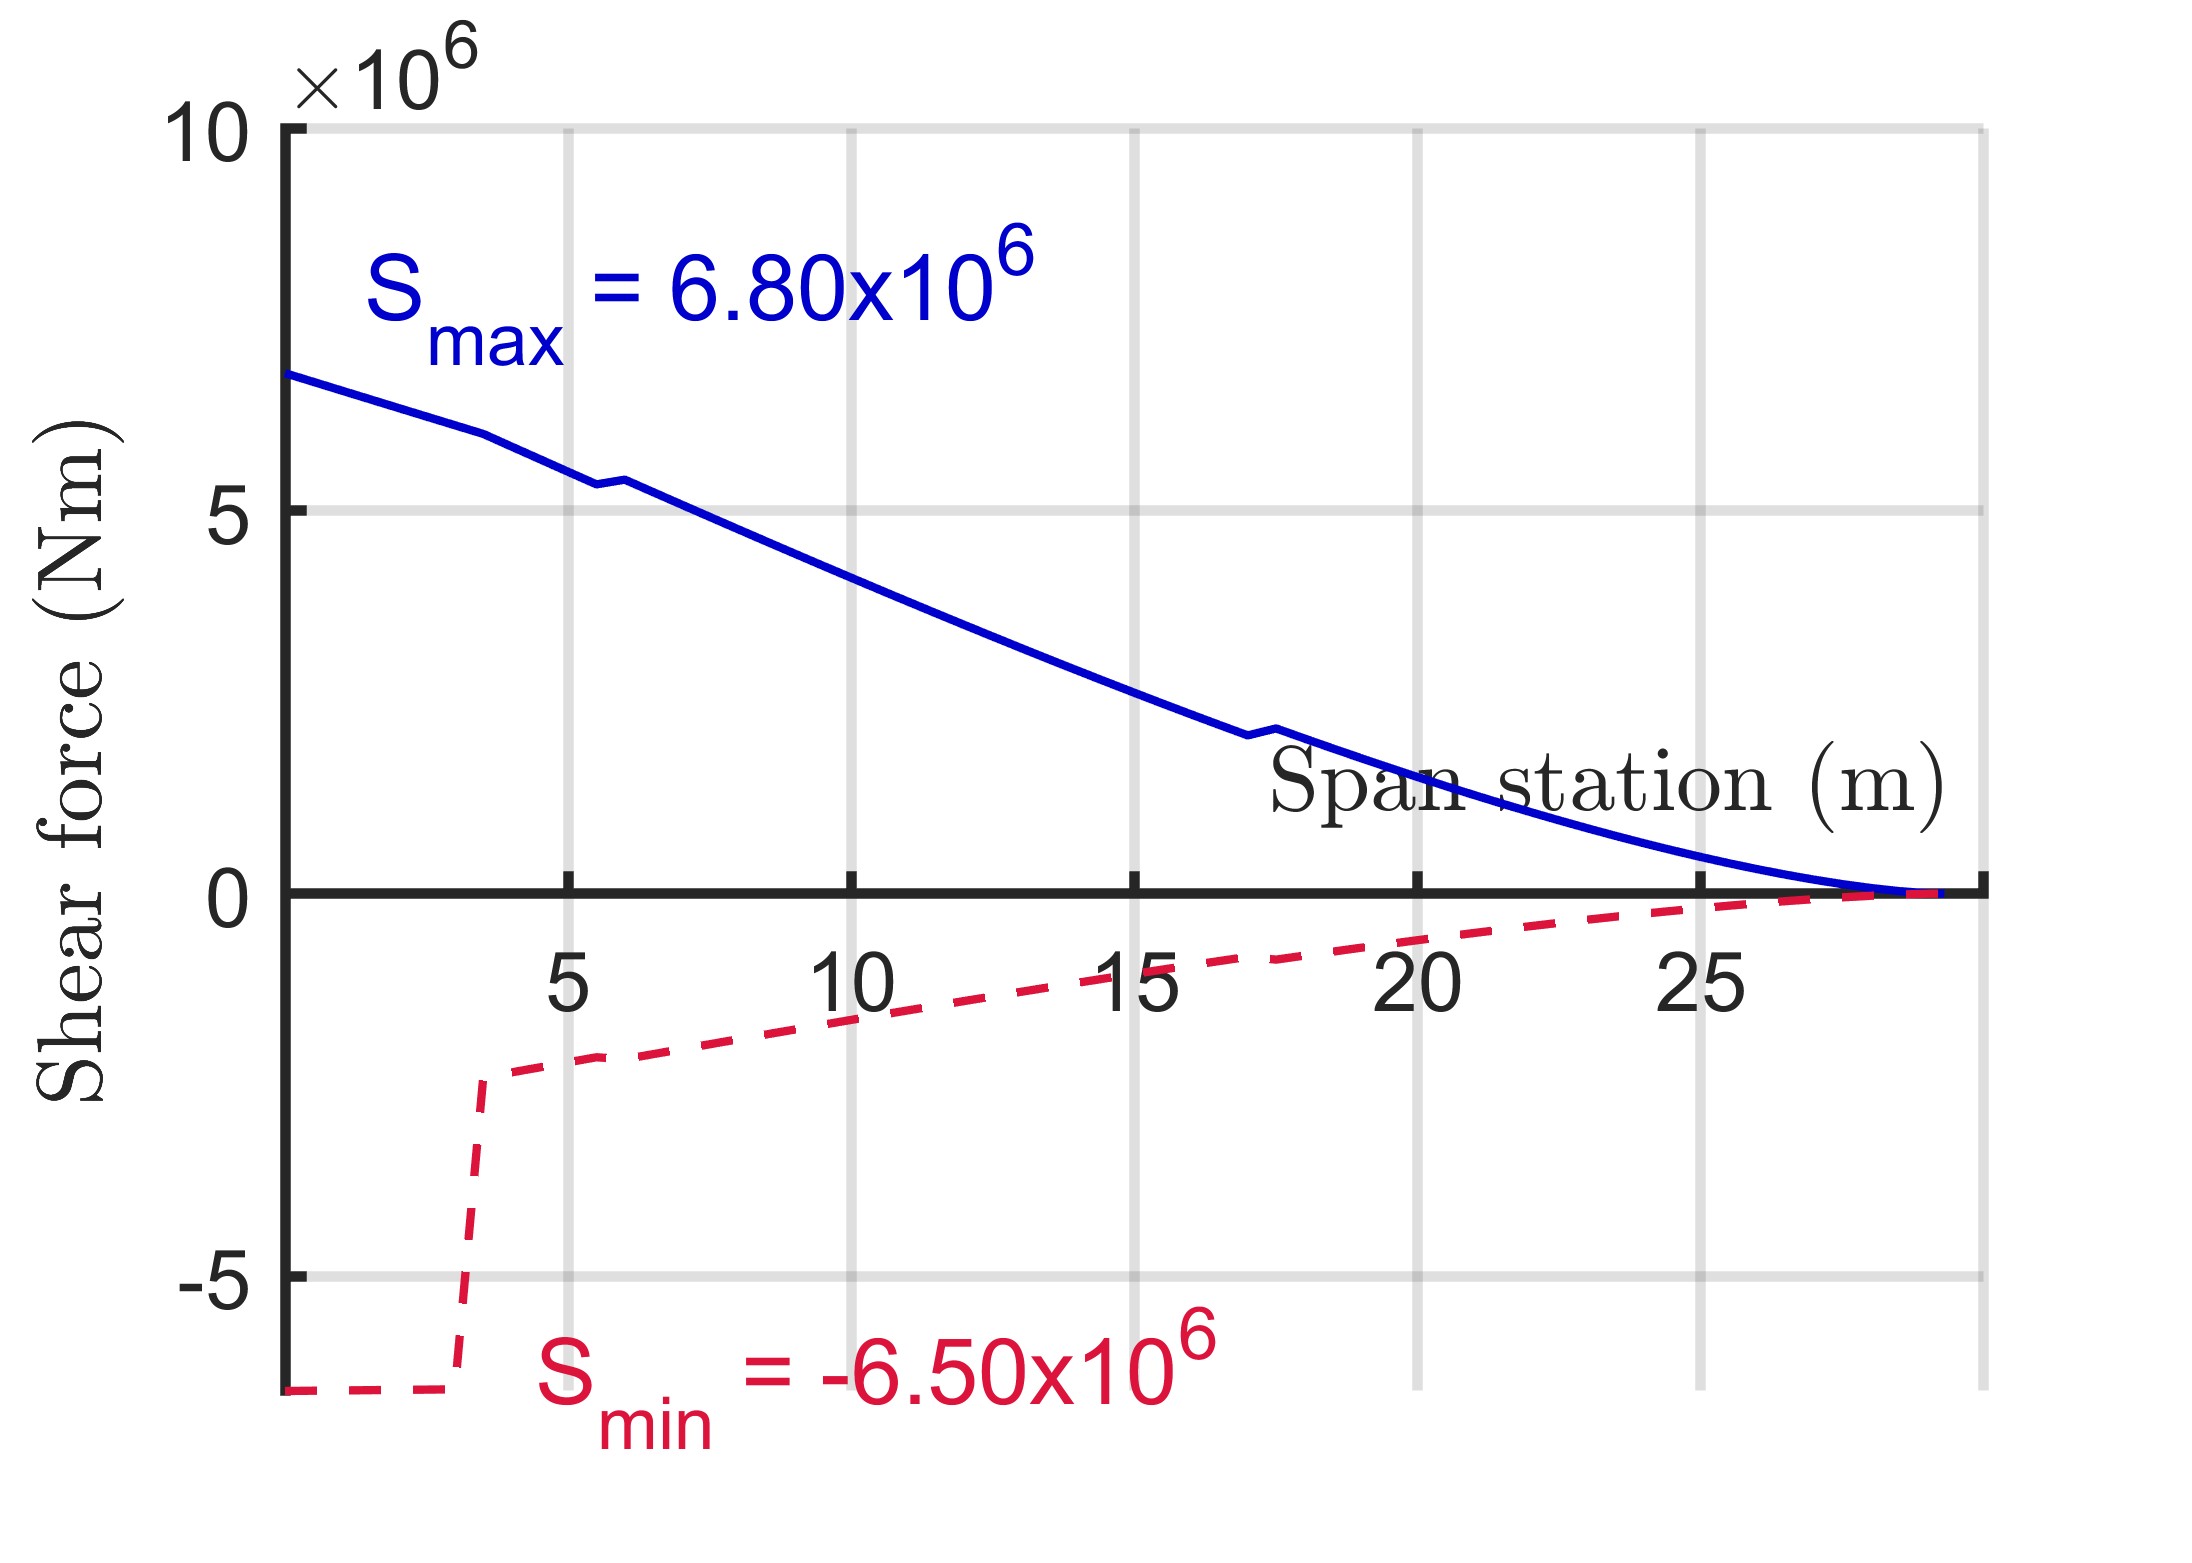 ×10^6
10
5
0
-5
Shear force (Nm)
S_max = 6.80x10^6
Span station (m)
5 10 15 20 25
S_min = -6.50x10^6